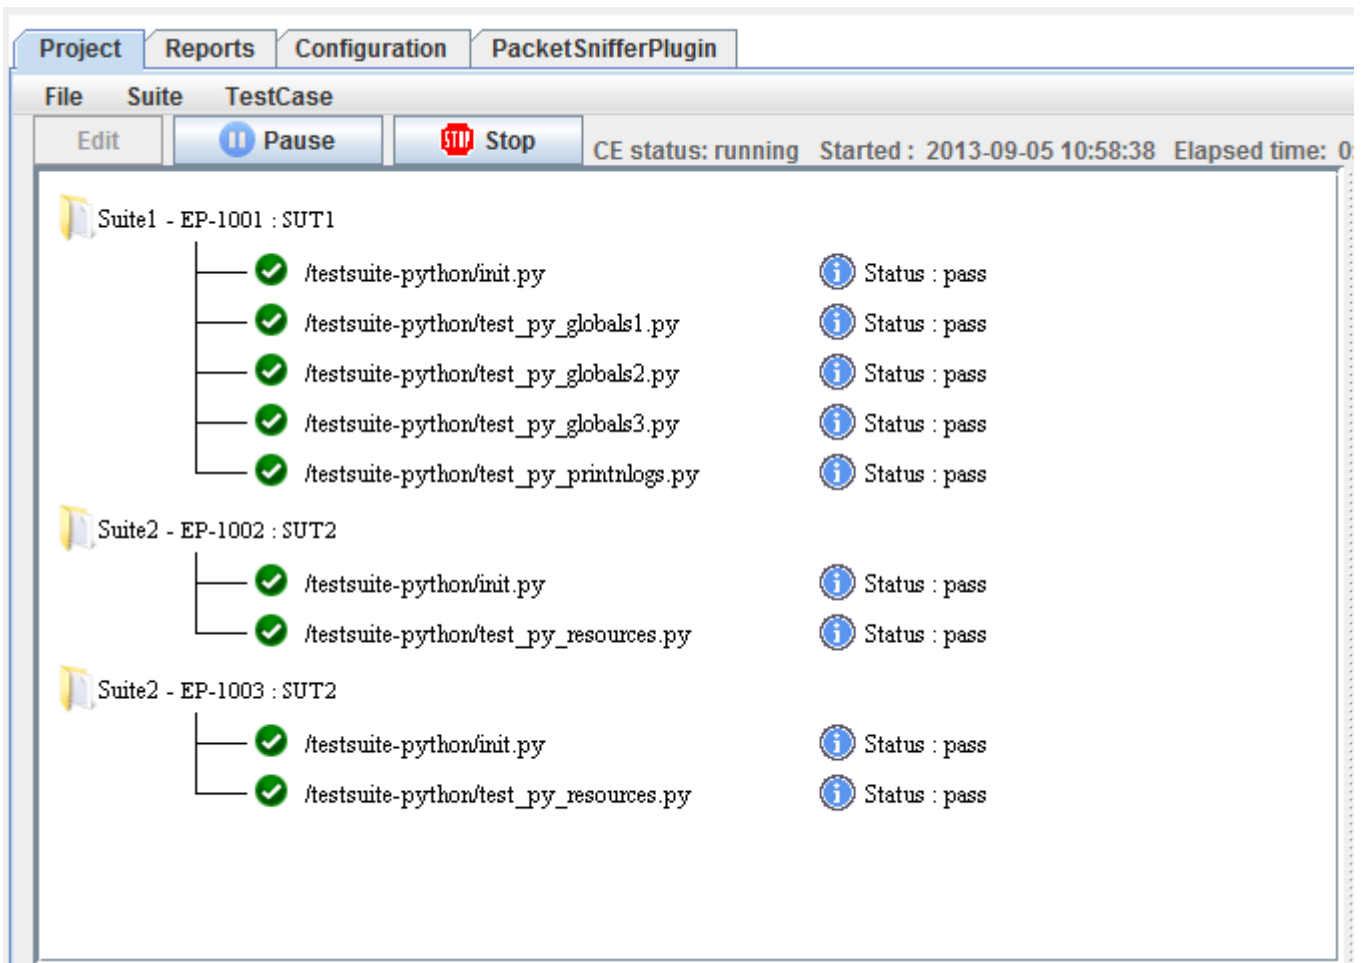 Project Reports Configuration PacketSnifferPlugin
File Suite TestCase
Edit Pause STOP Stop CE status: running Started : 2013-09-05 10:58:38 Elapsed time: 0:
Suite1 - EP-1001 : SUT1
/testsuite-python/init.py Status : pass
/testsuite-python/test_py_globals1.py Status : pass
/testsuite-python/test_py_globals2.py Status : pass
/testsuite-python/test_py_globals3.py Status : pass
/testsuite-python/test_py_printnlogs.py Status : pass
Suite2 - EP-1002 : SUT2
/testsuite-python/init.py Status : pass
/testsuite-python/test_py_resources.py Status : pass
Suite2 - EP-1003 : SUT2
/testsuite-python/init.py Status : pass
/testsuite-python/test_py_resources.py Status : pass